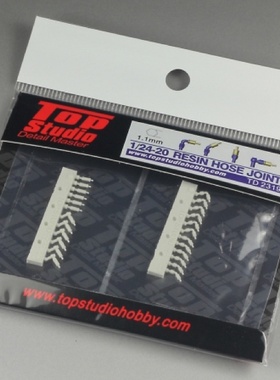 Top
Studio
Detail Master
1.1mm
1/24-20 RESIN HOSE JOINT
www.topstudiohobby.com
www.topstudiohobby.com